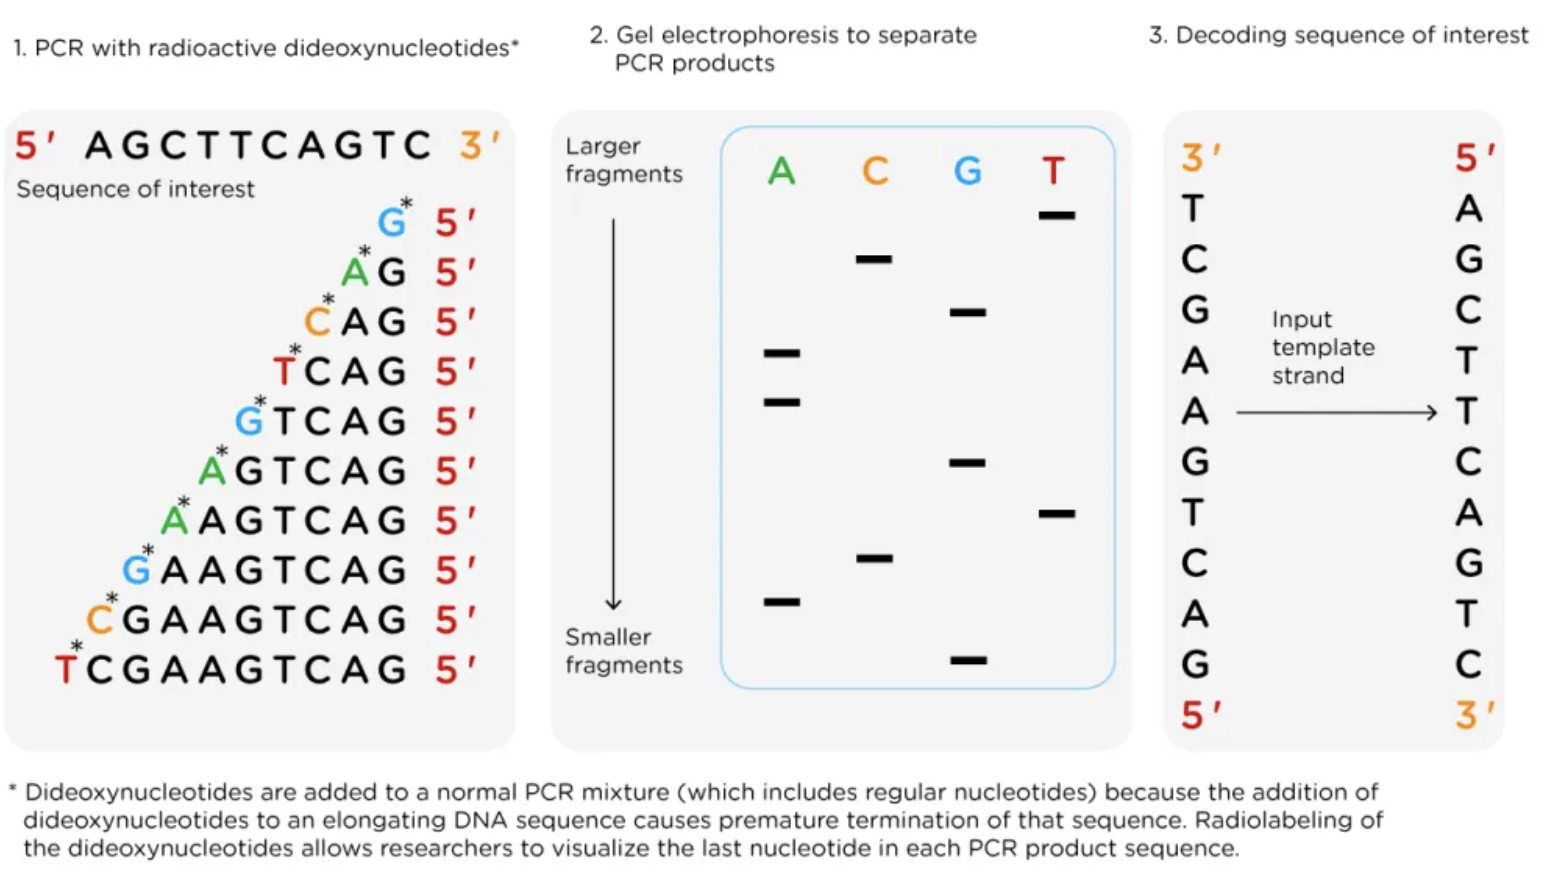 1. PCR with radioactive dideoxynucleotides*
5' AGCTTCAGTC 3'
Sequence of interest
G* 5'
A*G 5'
C*AG 5'
T*CAG 5'
G*TCAG 5'
A*GTCAG 5'
A*AGTCAG 5'
G*AAGTCAG 5'
C*GAAGTCAG 5'
T*CGAAGTCAG 5'
2. Gel electrophoresis to separate
PCR products
Larger
fragments
A C G T
Smaller
fragments
3. Decoding sequence of interest
3'
T
C
G
A
A
G
T
C
A
G
5'
Input
template
strand
5'
A
G
C
T
T
C
A
G
T
C
3'
* Dideoxynucleotides are added to a normal PCR mixture (which includes regular nucleotides) because the addition of
dideoxynucleotides to an elongating DNA sequence causes premature termination of that sequence. Radiolabeling of
the dideoxynucleotides allows researchers to visualize the last nucleotide in each PCR product sequence.